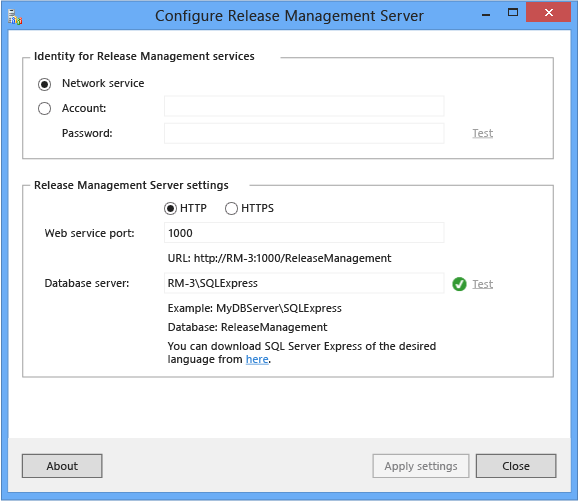 Configure Release Management Server
Identity for Release Management services
Network service
Account:
Password:
Test
Release Management Server settings
HTTP HTTPS
Web service port: 1000
URL: http://RM-3:1000/ReleaseManagement
Database server: RM-3\SQLExpress Test
Example: MyDBServer\SQLExpress
Database: ReleaseManagement
You can download SQL Server Express of the desired
language from here.
About Apply settings Close